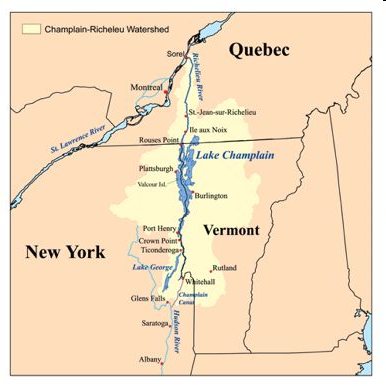 Champlain-Richeleu Watershed
Quebec
Sorel
Richelieu River
Montreal
St.-Jean-sur-Richelieu
Ile aux Noix
Rouses Point
St. Lawrence River
Lake Champlain
Plattsburgh
Valcour Isl.
Burlington
Port Henry
Vermont
Crown Point
Ticonderoga
New York
Lake George
Rutland
Whitehall
Champlain
Canal
Glens Falls
Hudson River
Saratoga
Albany